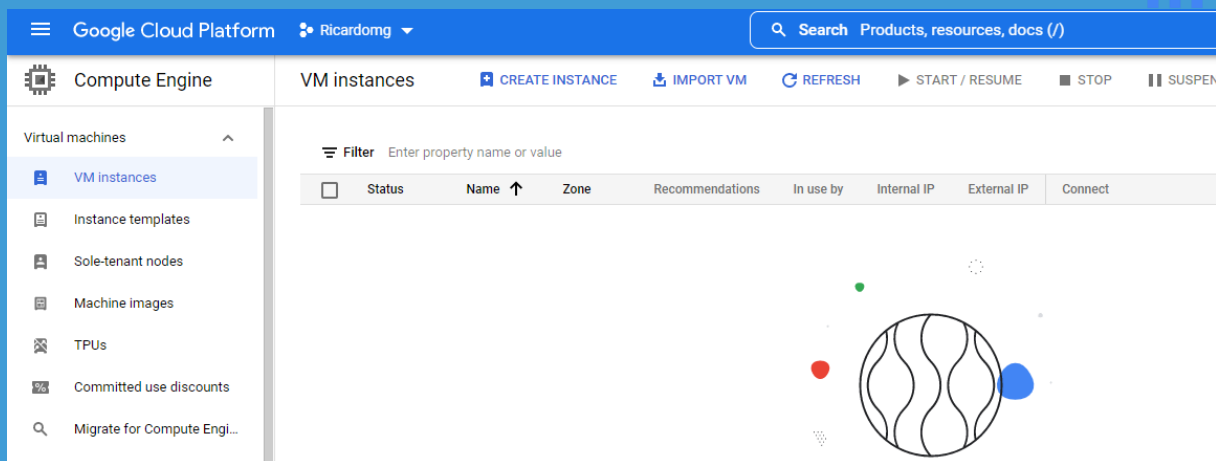 Google Cloud Platform Ricardomg Search Products, resources, docs (/)
Compute Engine VM instances CREATE INSTANCE IMPORT VM REFRESH START / RESUME STOP SUSPEN
Virtual machines
Filter Enter property name or value
VM instances
Status Name Zone Recommendations In use by Internal IP External IP Connect
Instance templates
Sole-tenant nodes
Machine images
TPUs
Committed use discounts
Migrate for Compute Engi...